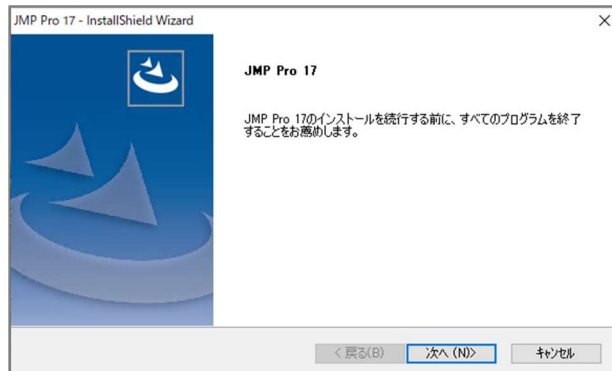 JMP Pro 17 - InstallShield Wizard
JMP Pro 17
JMP Pro 17のインストールを続行する前に、すべてのプログラムを終了
することをお薦めします。
< 戻る(B)
次へ (N)>
キャンセル